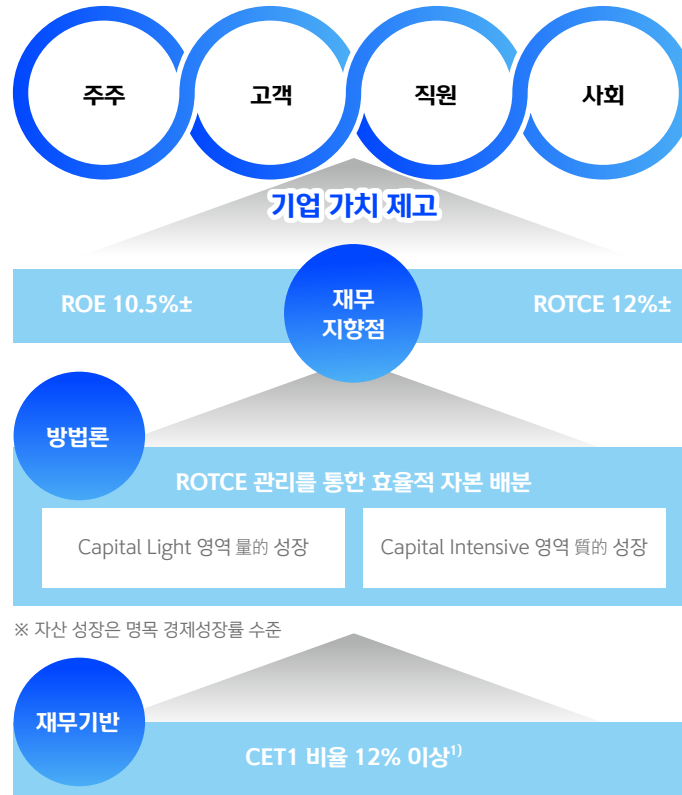 주주 고객 직원 사회
기업 가치 제고
ROE 10.5%± 재무 지향점 ROTCE 12%±
방법론
ROTCE 관리를 통한 효율적 자본 배분
Capital Light 영역 量的 성장 Capital Intensive 영역 質的 성장
※ 자산 성장은 명목 경제성장률 수준
재무기반
CET1 비율 12% 이상1)